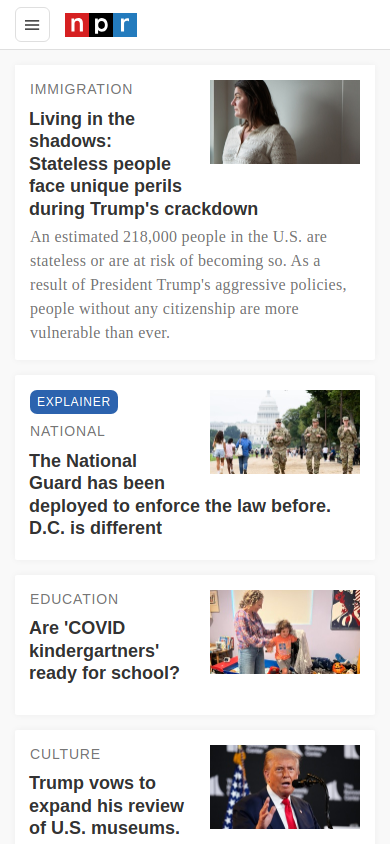 npr
IMMIGRATION
Living in the
shadows:
Stateless people
face unique perils
during Trump's crackdown
An estimated 218,000 people in the U.S. are
stateless or are at risk of becoming so. As a
result of President Trump's aggressive policies,
people without any citizenship are more
vulnerable than ever.
EXPLAINER
NATIONAL
The National
Guard has been
deployed to enforce the law before.
D.C. is different
EDUCATION
Are 'COVID
kindergartners'
ready for school?
CULTURE
Trump vows to
expand his review
of U.S. museums.